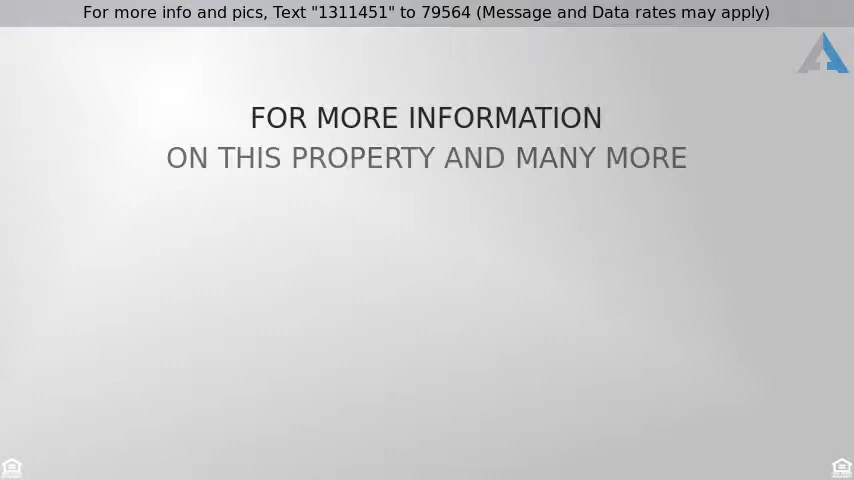 For more info and pics, Text "1311451" to 79564 (Message and Data rates may apply)
FOR MORE INFORMATION
ON THIS PROPERTY AND MANY MORE